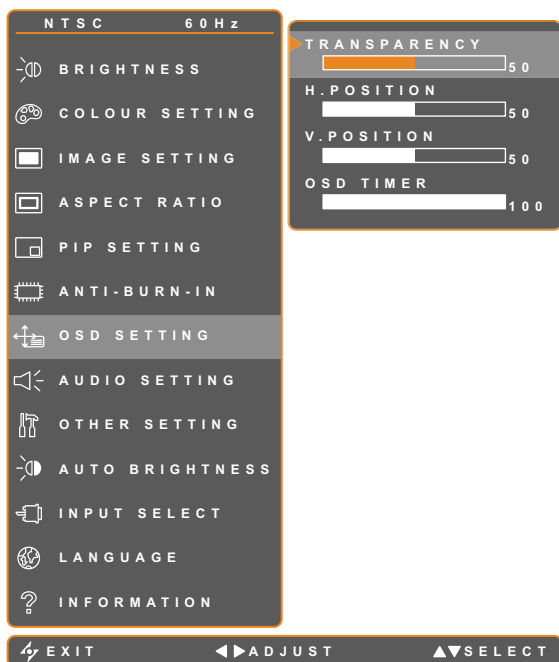 NTSC 60Hz
BRIGHTNESS
COLOUR SETTING
IMAGE SETTING
ASPECT RATIO
PIP SETTING
ANTI-BURN-IN
OSD SETTING
AUDIO SETTING
OTHER SETTING
AUTO BRIGHTNESS
INPUT SELECT
LANGUAGE
INFORMATION
TRANSPARENCY
50
H.POSITION
50
V.POSITION
50
OSD TIMER
100
EXIT ADJUST SELECT